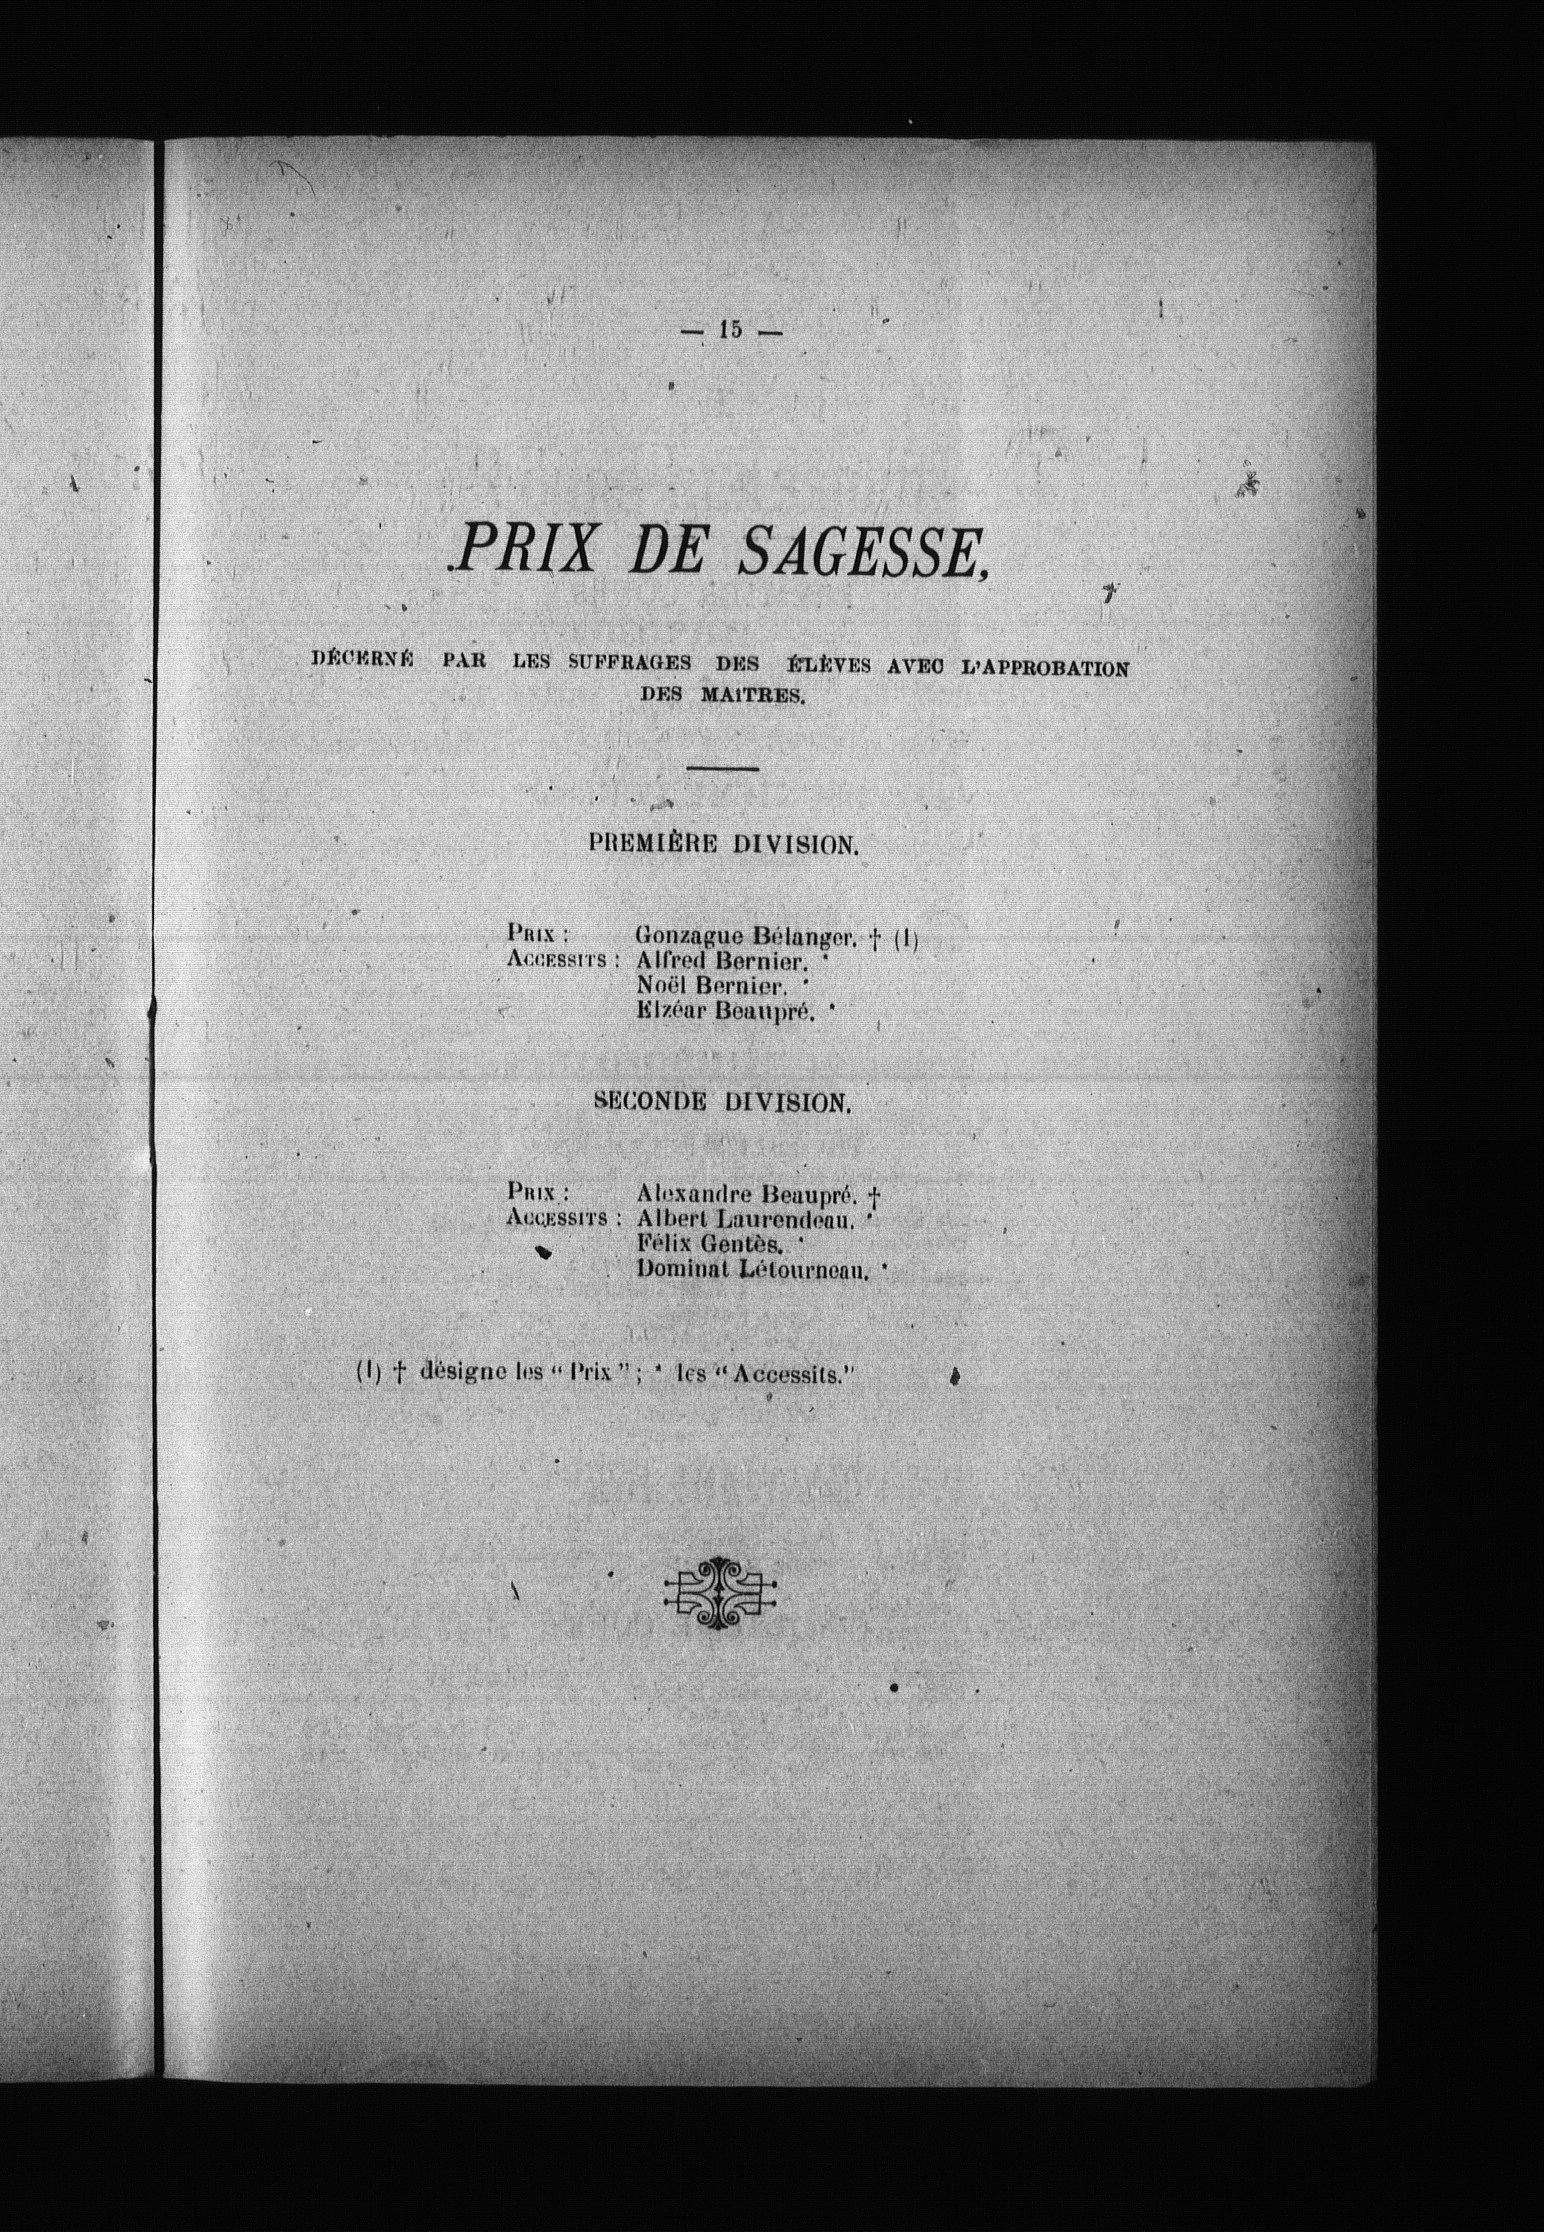 — 15 —
PRIX DE SAGESSE.
DÉCERNÉ PAR LES SUFFRAGES DES ÉLÈVES AVEC L'APPROBATION
DES MAîTRES.
PREMIÈRE DIVISION.
PRIX : Gonzague Bélanger. † (1)
ACCESSITS : Alfred Bernier. *
Noël Bernier. *
Elzéar Beaupré. *
SECONDE DIVISION.
PRIX : Alexandre Beaupré. †
ACCESSITS : Albert Laurendeau. *
Félix Gentès. *
Dominat Létourneau. *
(1) † désigne les “ Prix ” ; * les “ Accessits.”